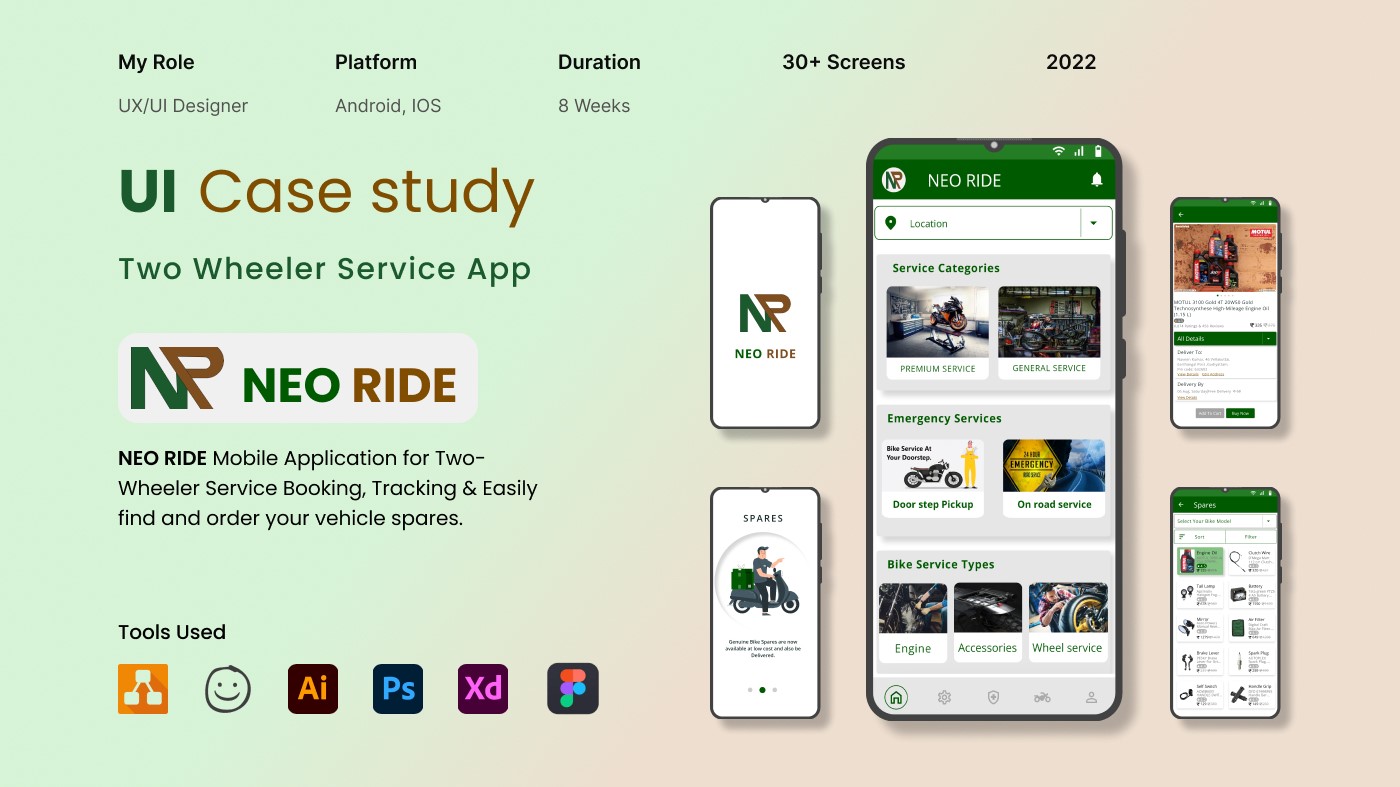 My Role
Platform
Duration
30+ Screens
2022
UX/UI Designer
Android, IOS
8 Weeks
UI Case study
Two Wheeler Service App
NR NEO RIDE
NEO RIDE Mobile Application for Two-
Wheeler Service Booking, Tracking & Easily
find and order your vehicle spares.
Tools Used
Ai
Ps
Xd
NR
NEO RIDE
SPARES
Genuine Bike Spares are now
available at low cost and also be
Delivered.
NR NEO RIDE
Location
Service Categories
PREMIUM SERVICE
GENERAL SERVICE
Emergency Services
Bike Service At
Your Doorstep.
24 HOUR
EMERGENCY
Door step Pickup
On road service
Bike Service Types
Engine
Accessories
Wheel service
MOTUL
MOTUL 3100 Gold 4T 20W50 Gold
Technosynthese High-Mileage Engine Oil
(1.15 L)
All Details
Deliver To:
View Details
Delivery By
View Details
Add To Cart
Buy Now
Spares
Select Your Bike Model
Sort
Filter
Engine Oil
Clutch Wire
Tail Lamp
Battery
Mirror
Air Filter
Brake Lever
Spark Plug
Self Switch
Handle Grip